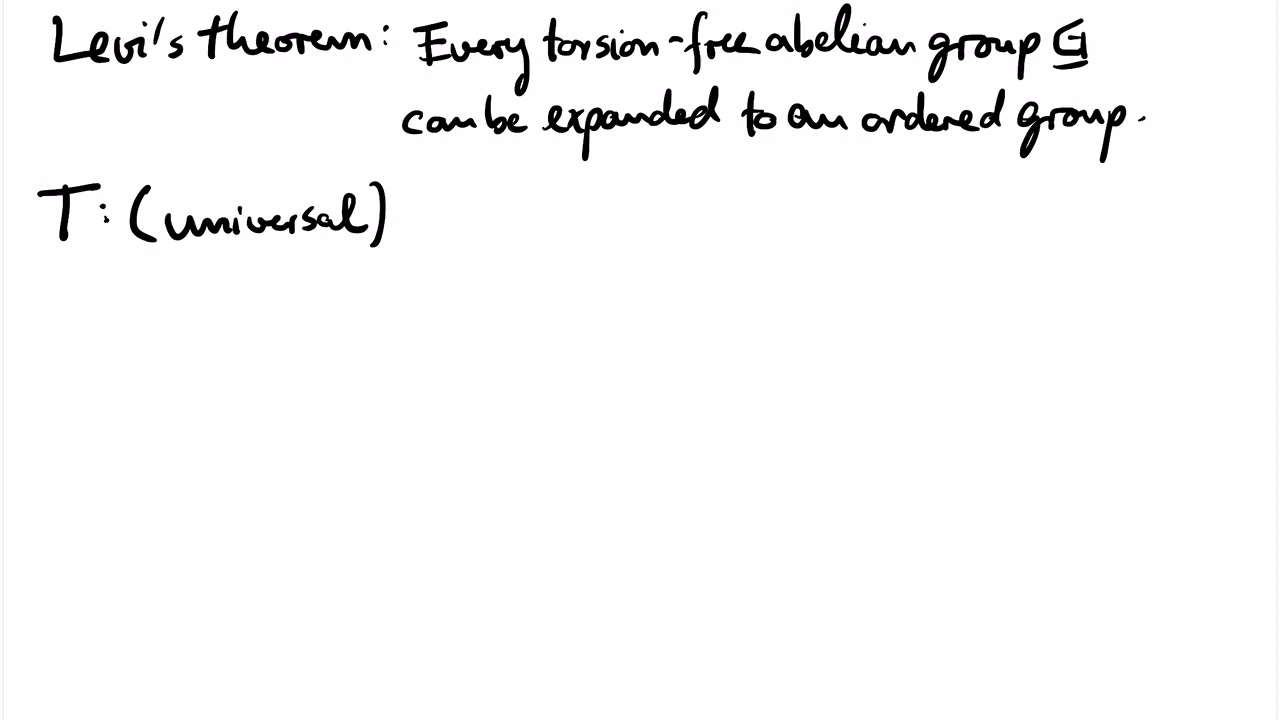 Levi's theorem: Every torsion-free abelian group G
can be expanded to an ordered group.
T: (universal)